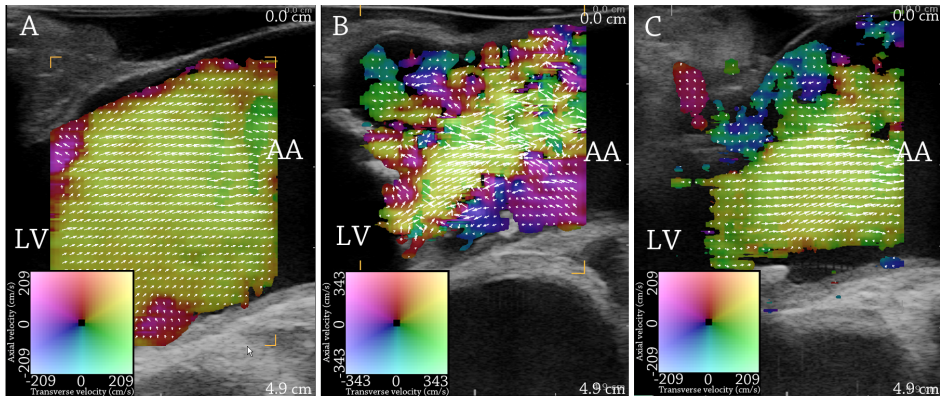 A
0.0 cm
AA
LV
209
0
-209
Axial velocity (cm/s)
-209 0 209
Transverse velocity (cm/s)
4.9 cm
B
0.0 cm
AA
LV
343
0
-343
Axial velocity (cm/s)
-343 0 343
Transverse velocity (cm/s)
4.9 cm
C
0.0 cm
AA
LV
209
0
-209
Axial velocity (cm/s)
-209 0 209
Transverse velocity (cm/s)
4.9 cm